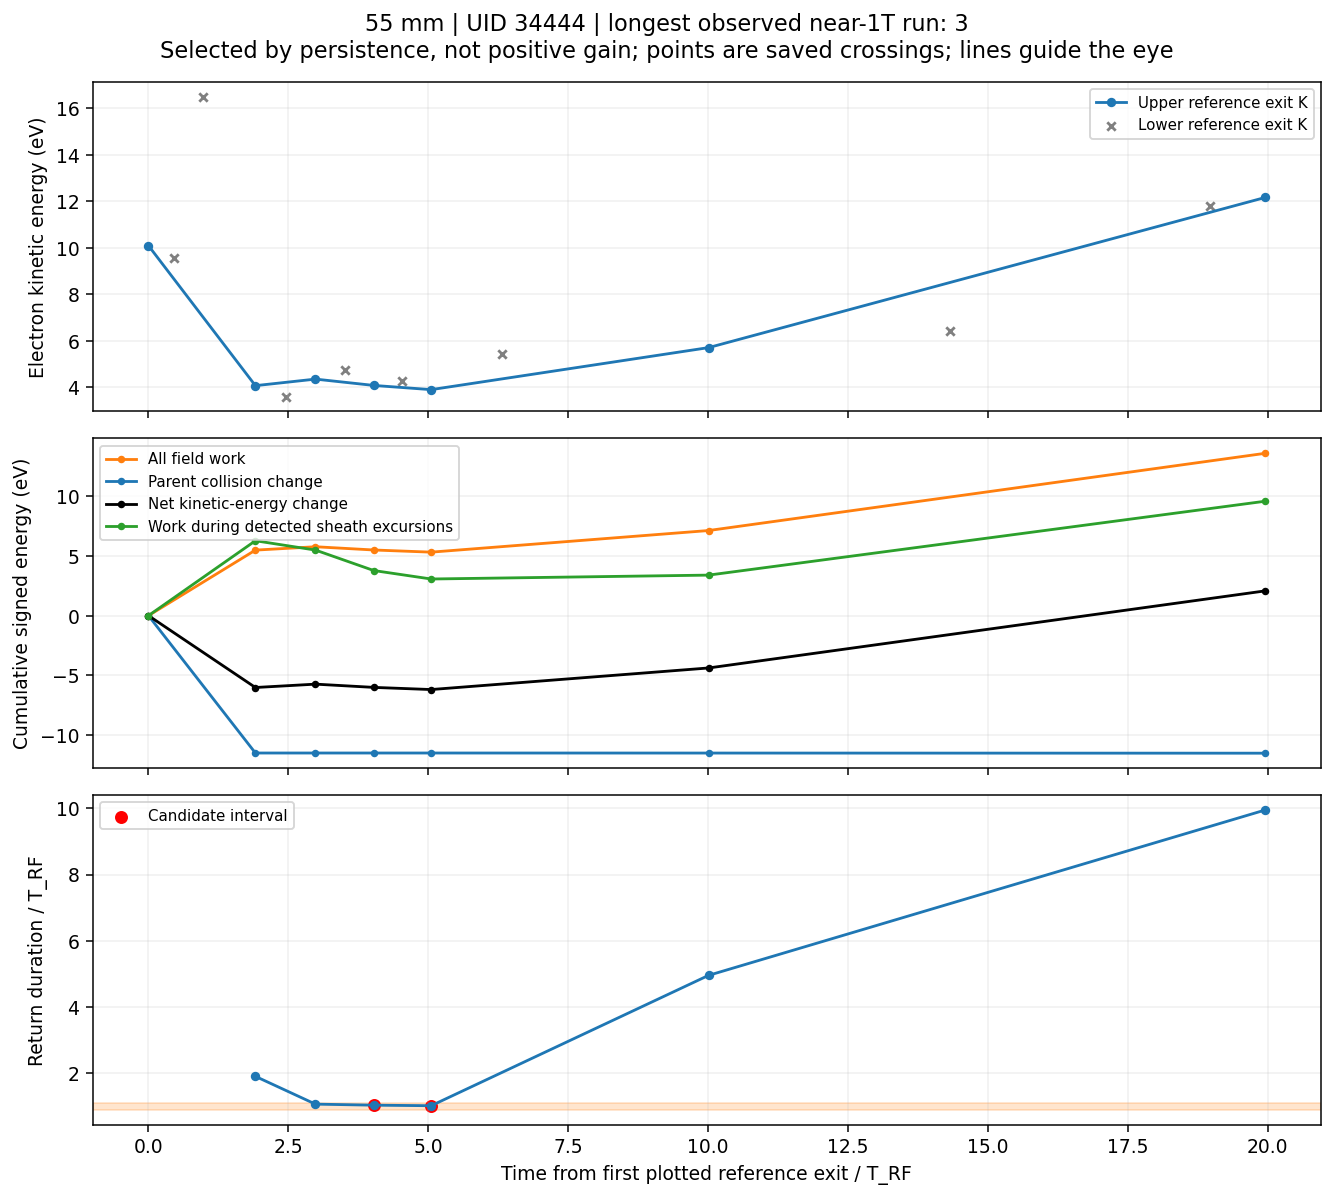 55 mm | UID 34444 | longest observed near-1T run: 3
Selected by persistence, not positive gain; points are saved crossings; lines guide the eye
Electron kinetic energy (eV)
16
14
12
10
8
6
4
Upper reference exit K
Lower reference exit K
Cumulative signed energy (eV)
10
5
0
−5
−10
All field work
Parent collision change
Net kinetic-energy change
Work during detected sheath excursions
Return duration / T_RF
10
8
6
4
2
Candidate interval
0.0 2.5 5.0 7.5 10.0 12.5 15.0 17.5 20.0
Time from first plotted reference exit / T_RF